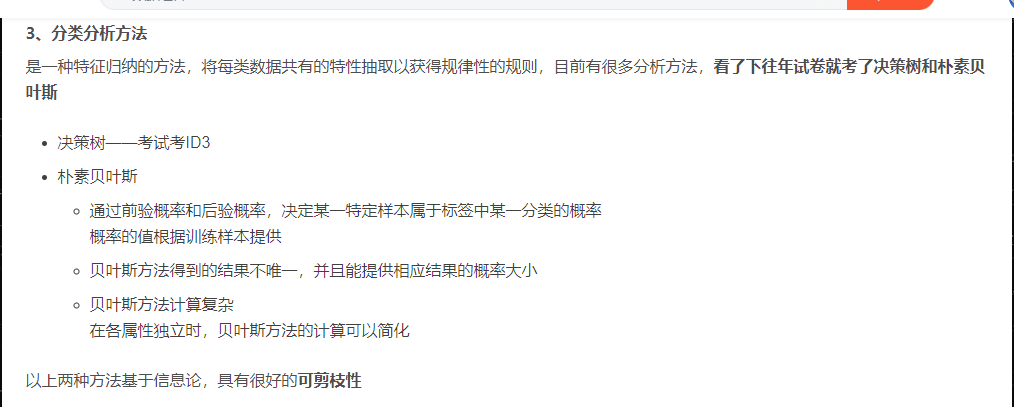 3、分类分析方法
是一种特征归纳的方法，将每类数据共有的特性抽取以获得规律性的规则，目前有很多分析方法，看了下往年试卷就考了决策树和朴素贝
叶斯
决策树——考试考ID3
朴素贝叶斯
通过前验概率和后验概率，决定某一特定样本属于标签中某一分类的概率
概率的值根据训练样本提供
贝叶斯方法得到的结果不唯一，并且能提供相应结果的概率大小
贝叶斯方法计算复杂
在各属性独立时，贝叶斯方法的计算可以简化
以上两种方法基于信息论，具有很好的可剪枝性